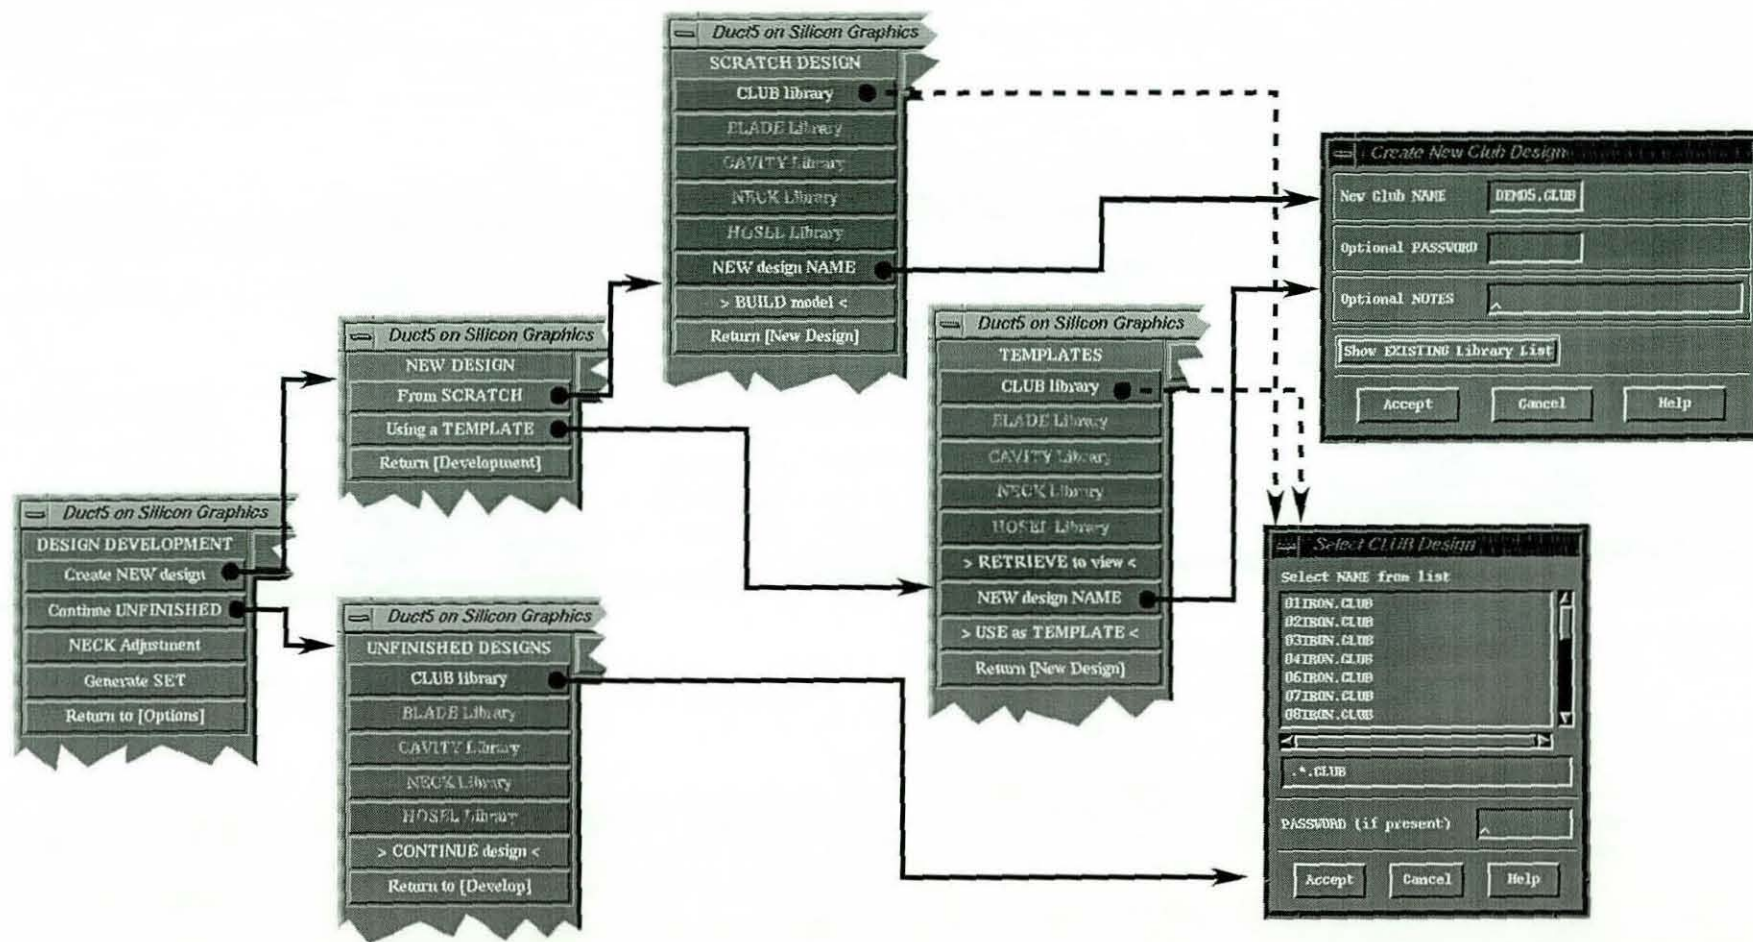 Duct5 on Silicon Graphics
SCRATCH DESIGN
CLUB library
BLADE Library
CAVITY Library
NECK Library
HOSEL Library
NEW design NAME
> BUILD model <
Return [New Design]
Create New Club Design
New Club NAME
DEMO5.CLUB
Optional PASSWORD
Optional NOTES
^
Show EXISTING Library List
Accept
Cancel
Help
Duct5 on Silicon Graphics
NEW DESIGN
From SCRATCH
Using a TEMPLATE
Return [Development]
Duct5 on Silicon Graphics
TEMPLATES
CLUB library
BLADE Library
CAVITY Library
NECK Library
HOSEL Library
> RETRIEVE to view <
NEW design NAME
> USE as TEMPLATE <
Return [New Design]
Duct5 on Silicon Graphics
DESIGN DEVELOPMENT
Create NEW design
Continue UNFINISHED
NECK Adjustment
Generate SET
Return to [Options]
Duct5 on Silicon Graphics
UNFINISHED DESIGNS
CLUB library
BLADE Library
CAVITY Library
NECK Library
HOSEL Library
> CONTINUE design <
Return to [Develop]
Select CLUB Design
Select NAME from list
01IRON.CLUB
02IRON.CLUB
03IRON.CLUB
04IRON.CLUB
06IRON.CLUB
07IRON.CLUB
08IRON.CLUB
.*.CLUB
PASSWORD (if present)
^
Accept
Cancel
Help